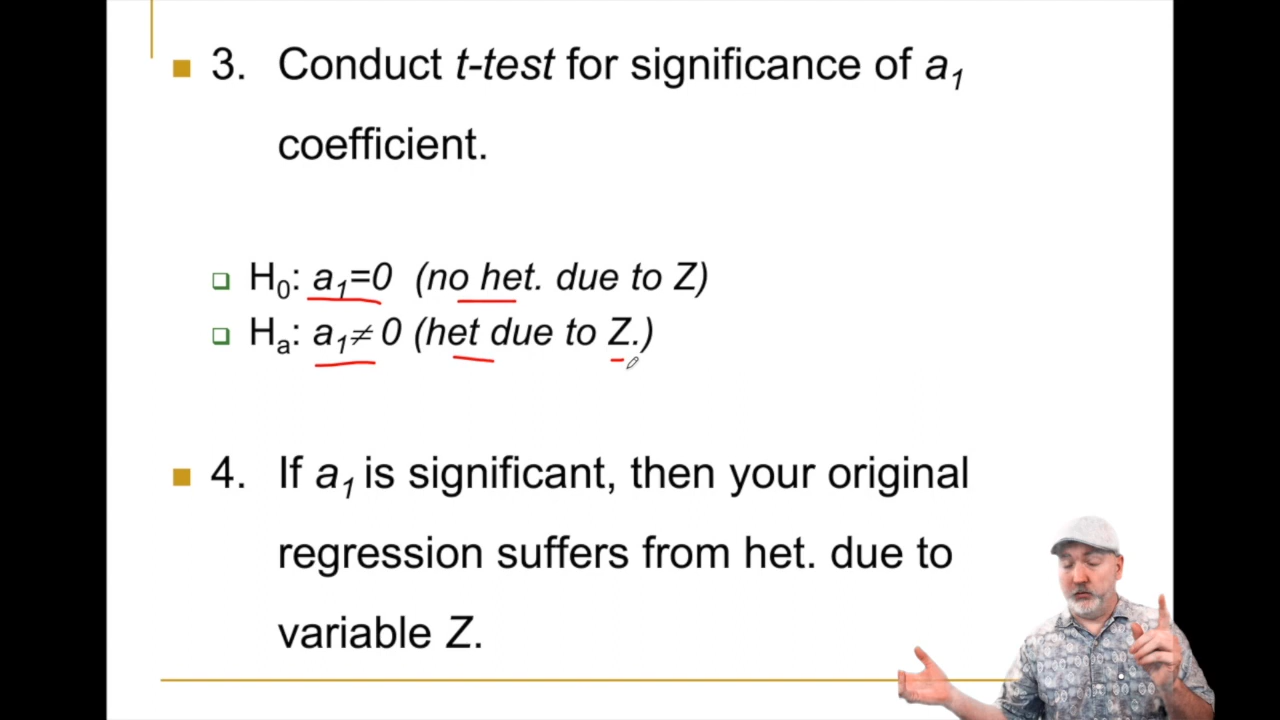 3. Conduct t-test for significance of a₁
coefficient.
H₀: a₁=0 (no het. due to Z)
Hₐ: a₁≠ 0 (het due to Z.)
4. If a₁ is significant, then your original
regression suffers from het. due to
variable Z.